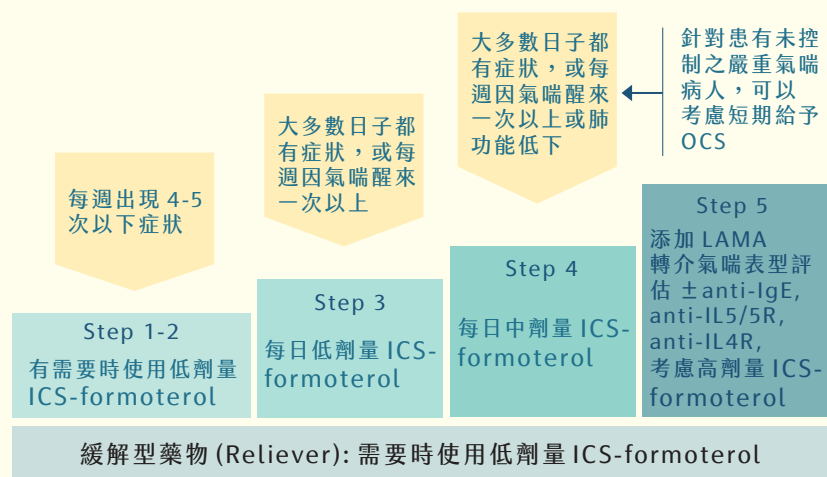 每週出現 4-5
次以下症狀
Step 1-2
有需要時使用低劑量
ICS-formoterol
大多數日子都
有症狀，或每
週因氣喘醒來
一次以上
Step 3
每日低劑量 ICS-
formoterol
大多數日子都
有症狀，或每
週因氣喘醒來
一次以上或肺
功能低下
Step 4
每日中劑量 ICS-
formoterol
針對患有未控
制之嚴重氣喘
病人，可以
考慮短期給予
OCS
Step 5
添加 LAMA
轉介氣喘表型評
估 ±anti-IgE,
anti-IL5/5R,
anti-IL4R,
考慮高劑量 ICS-
formoterol
緩解型藥物 (Reliever): 需要時使用低劑量 ICS-formoterol